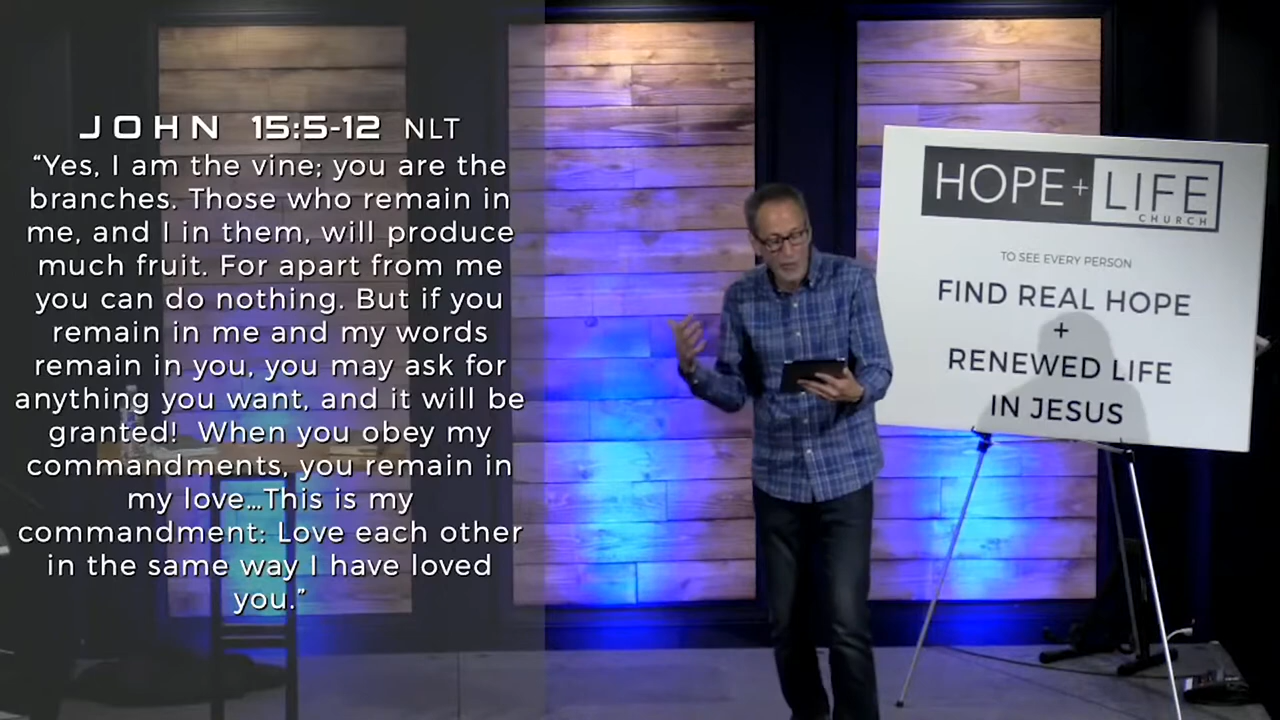 JOHN 15:5-12 NLT
“Yes, I am the vine; you are the
branches. Those who remain in
me, and I in them, will produce
much fruit. For apart from me
you can do nothing. But if you
remain in me and my words
remain in you, you may ask for
anything you want, and it will be
granted!  When you obey my
commandments, you remain in
my love…This is my
commandment: Love each other
in the same way I have loved
you.”
HOPE+LIFE
CHURCH
TO SEE EVERY PERSON
FIND REAL HOPE
+
RENEWED LIFE
IN JESUS